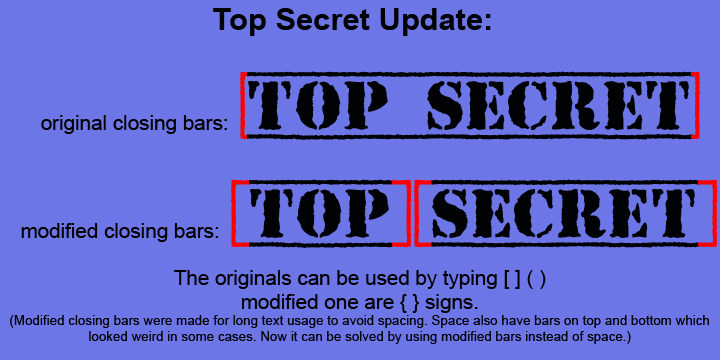 Top Secret Update:
original closing bars: TOP SECRET
modified closing bars: TOP SECRET
The originals can be used by typing [ ] ( )
modified one are { } signs.
(Modified closing bars were made for long text usage to avoid spacing. Space also have bars on top and bottom which
looked weird in some cases. Now it can be solved by using modified bars instead of space.)